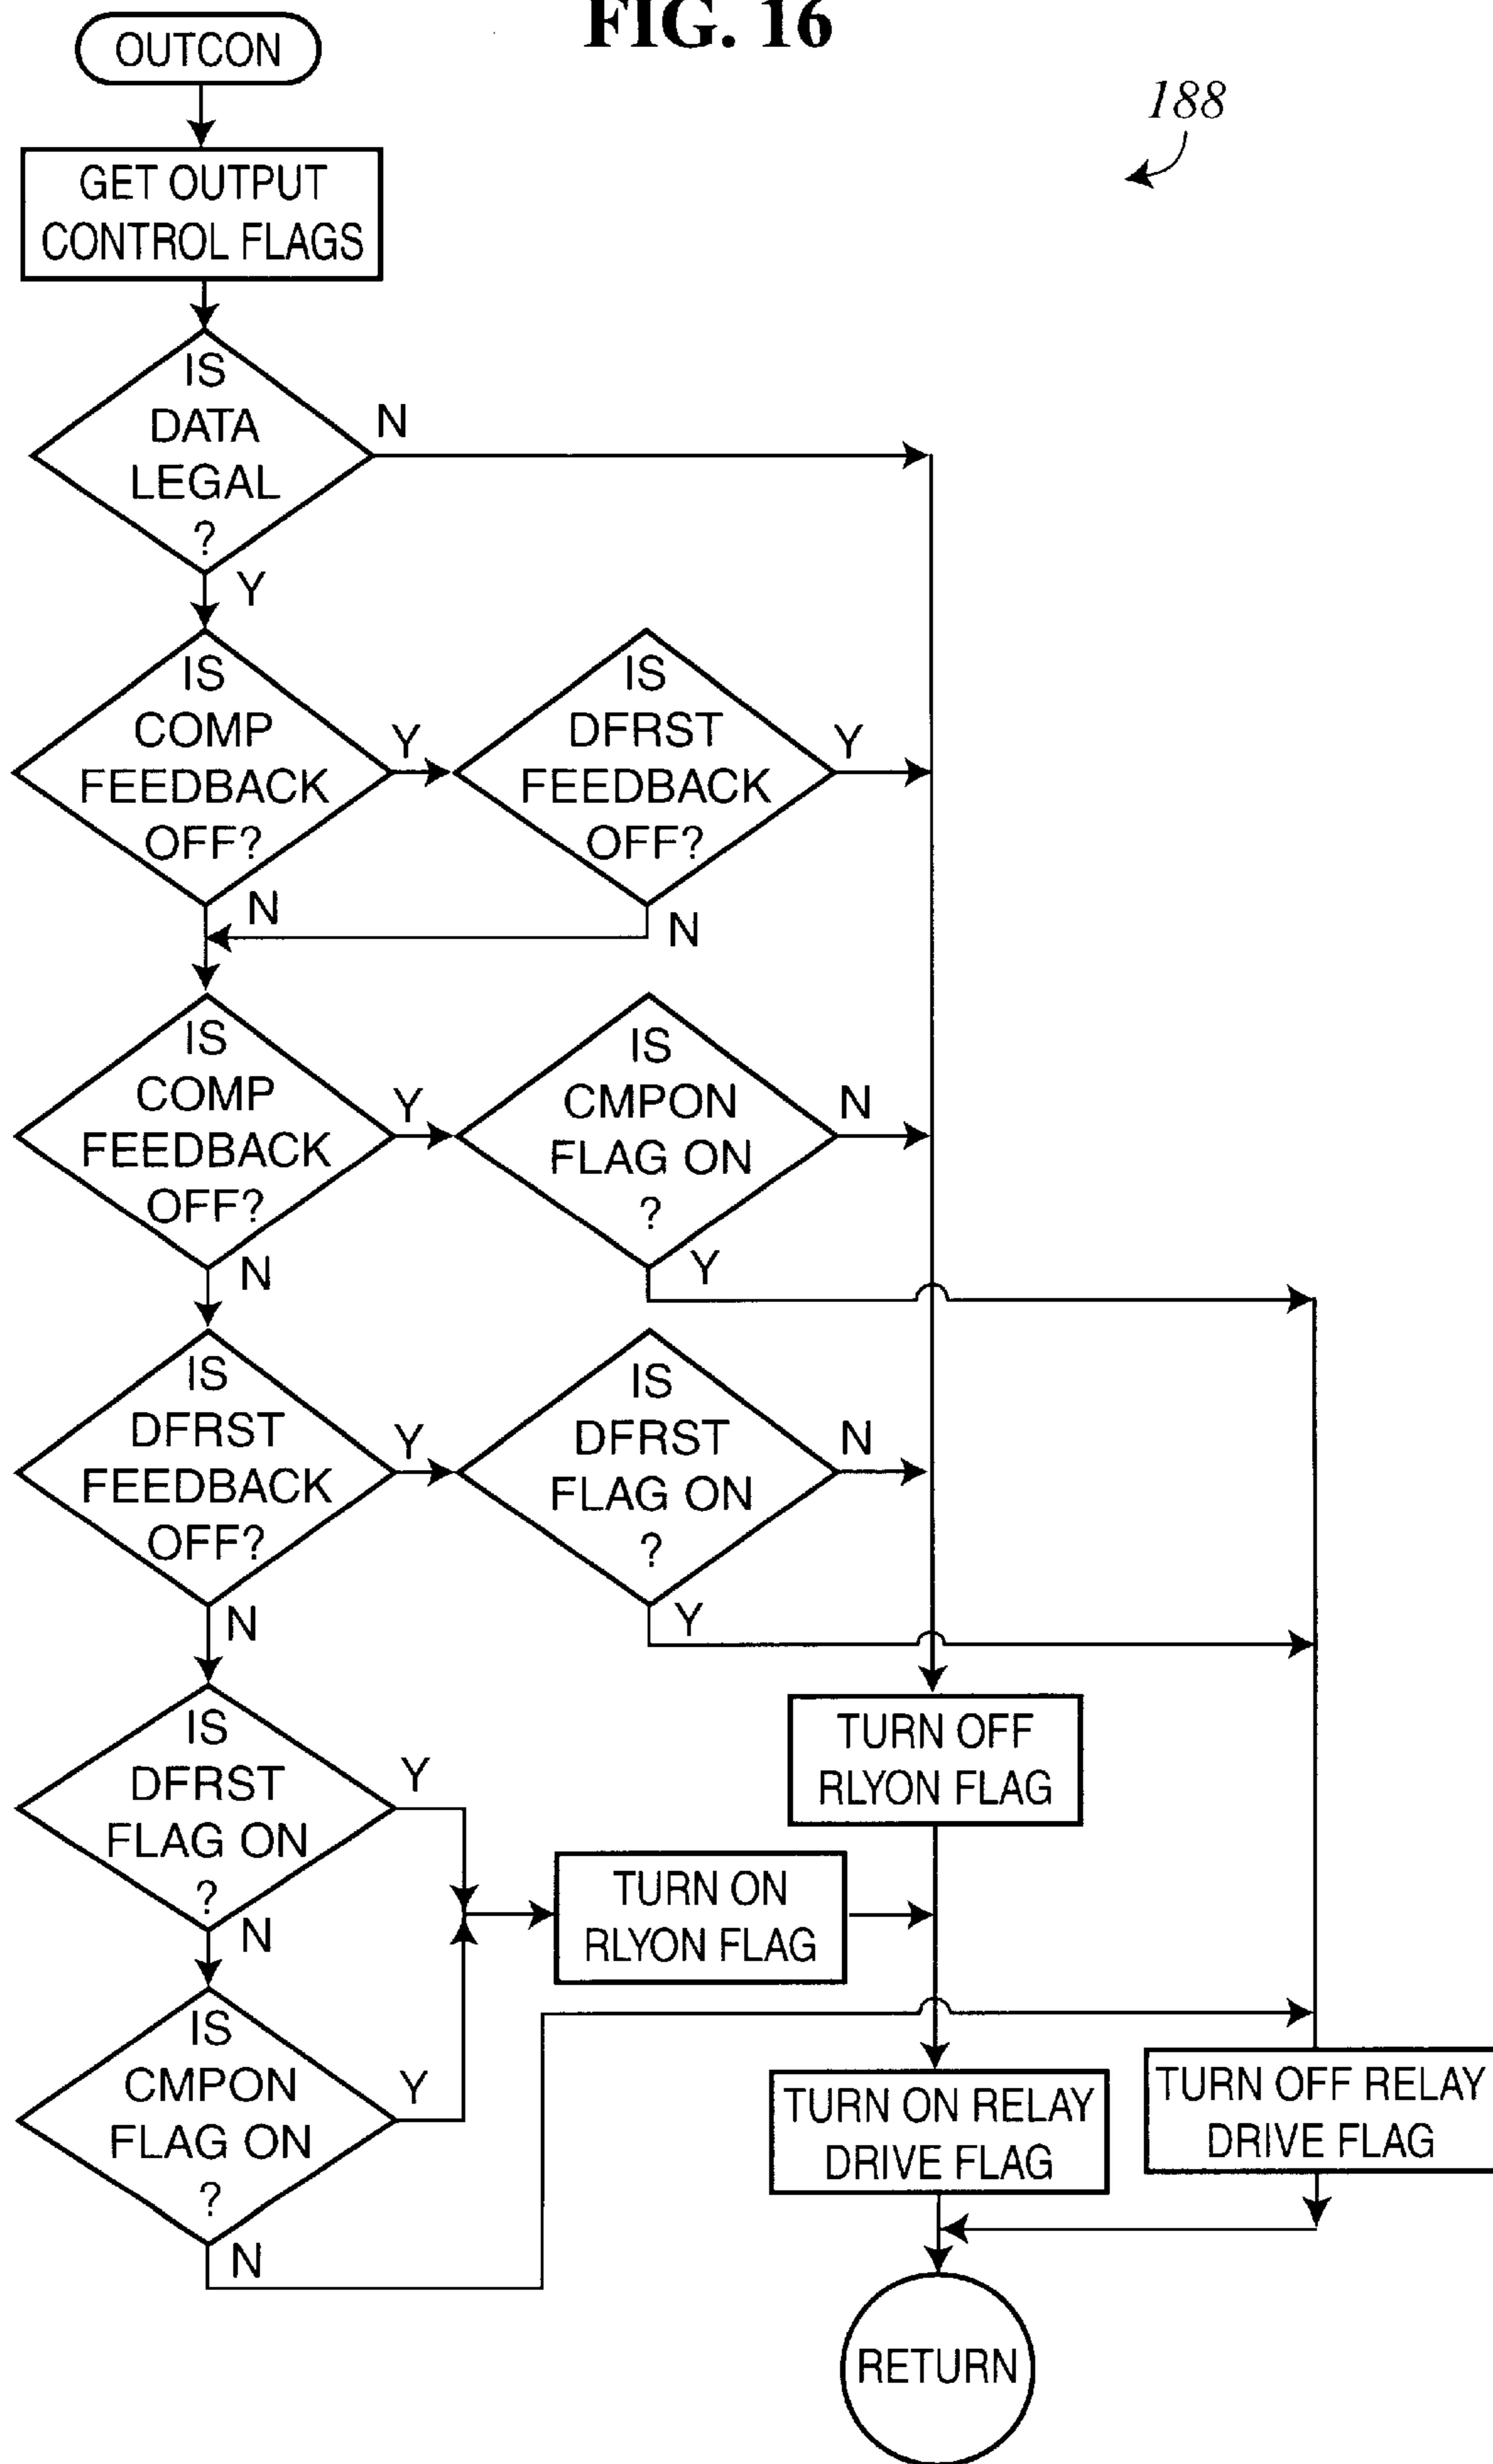 FIG. 16
OUTCON
188
GET OUTPUT
CONTROL FLAGS
IS
DATA
LEGAL
?
N
Y
IS
COMP
FEEDBACK
OFF?
Y
IS
DFRST
FEEDBACK
OFF?
Y
N
N
IS
COMP
FEEDBACK
OFF?
Y
IS
CMPON
FLAG ON
?
N
Y
N
IS
DFRST
FEEDBACK
OFF?
Y
IS
DFRST
FLAG ON
?
N
Y
N
IS
DFRST
FLAG ON
?
Y
N
TURN OFF
RLYON FLAG
TURN ON
RLYON FLAG
IS
CMPON
FLAG ON
?
Y
N
TURN ON RELAY
DRIVE FLAG
TURN OFF RELAY
DRIVE FLAG
RETURN